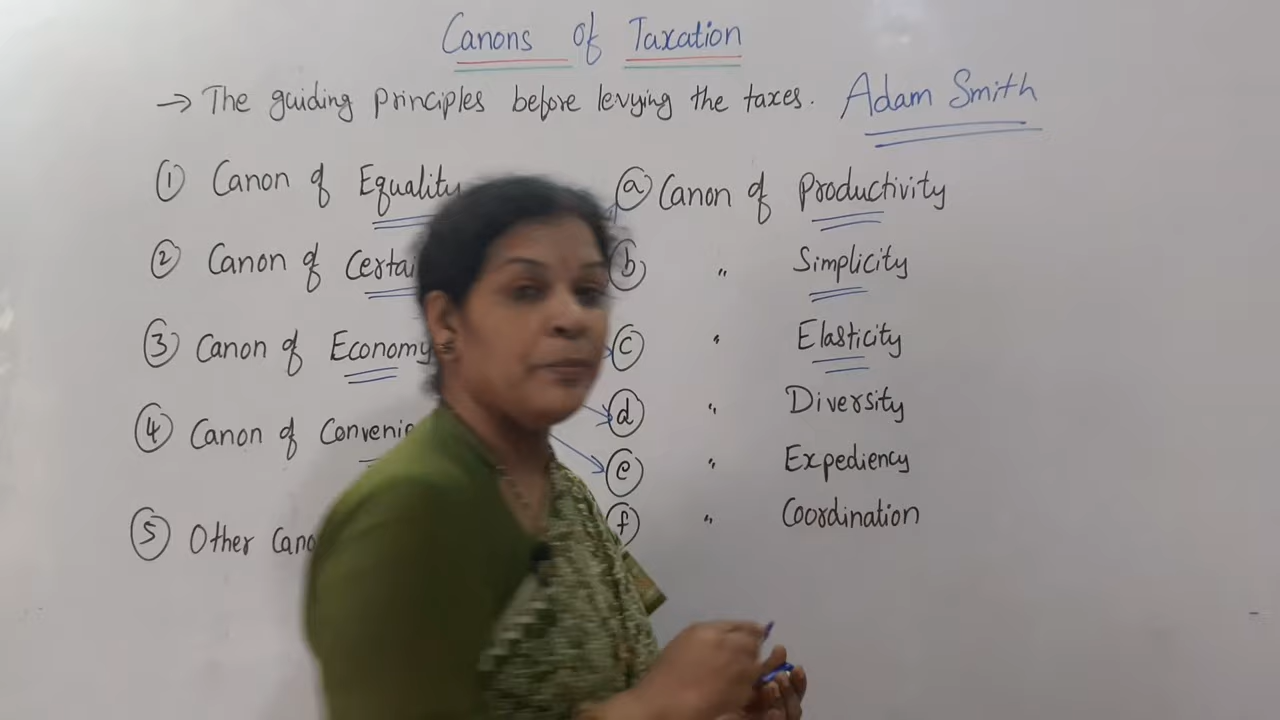 Canons of Taxation
→ The guiding principles before levying the taxes. Adam Smith
① Canon of Equality
② Canon of
③ Canon of Economy
④ Canon of
⑤ Other
ⓐ Canon of Productivity
ⓑ " Simplicity
ⓒ " Elasticity
ⓓ " Diversity
ⓔ " Expediency
ⓕ " Coordination